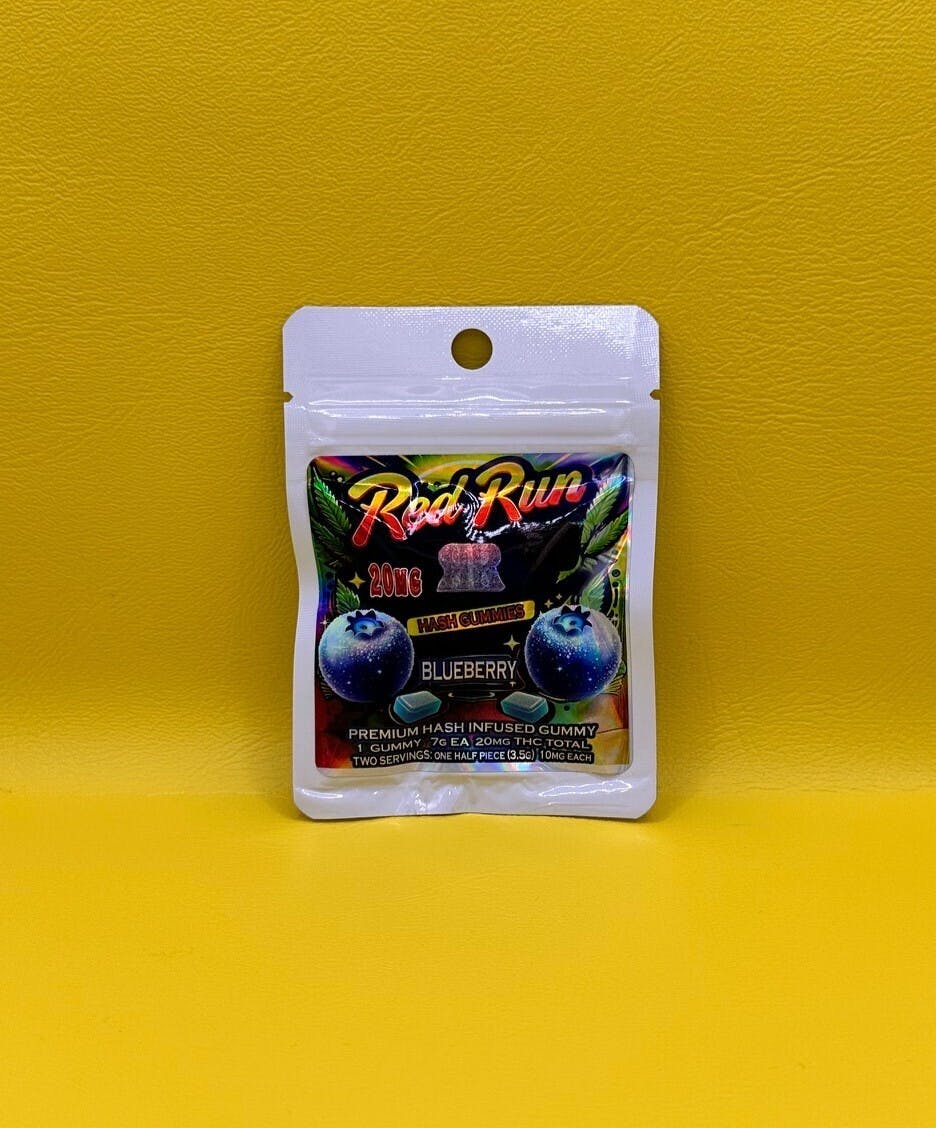 Red Run
20MG
HASH GUMMIES
BLUEBERRY
PREMIUM HASH INFUSED GUMMY
1 GUMMY 7G EA 20MG THC TOTAL
TWO SERVINGS: ONE HALF PIECE (3.5G) 10MG EACH